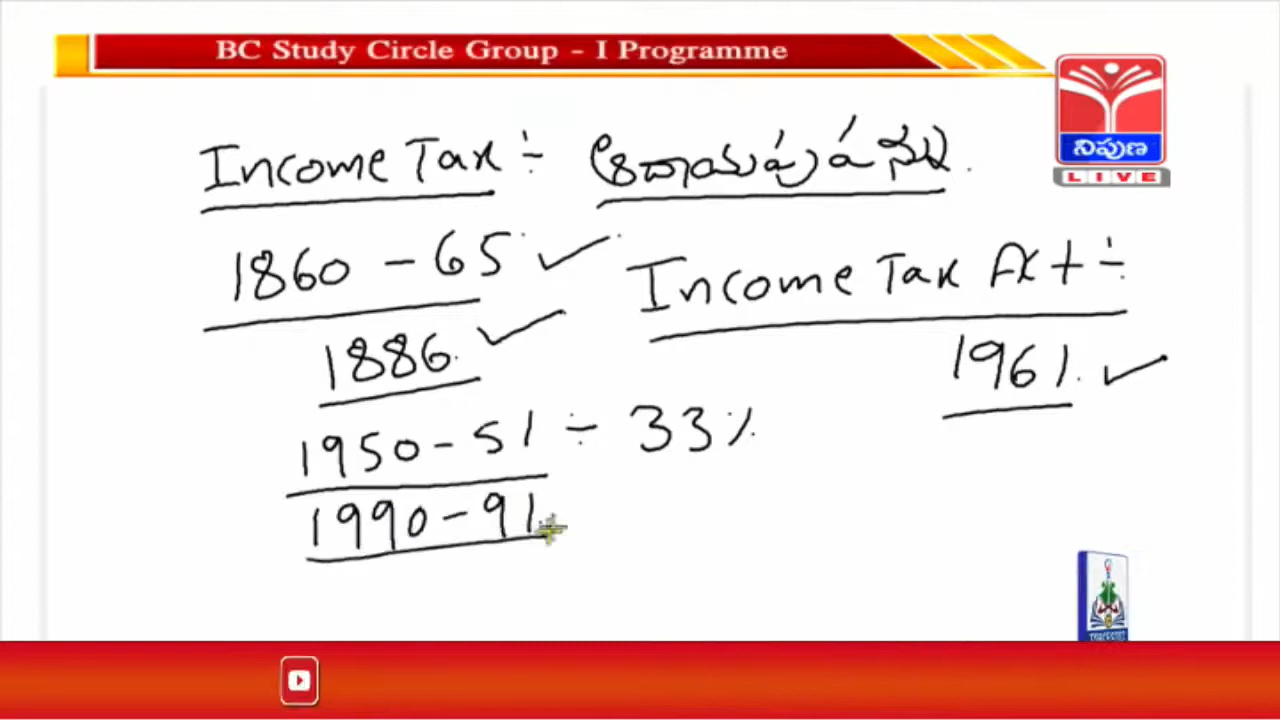 BC Study Circle Group - I Programme
నిపుణ
LIVE
Income Tax ÷ ఆదాయపు పన్ను.
1860 - 65 ✓
Income Tax Act ÷
1886. ✓
1961. ✓
1950 - 51 ÷ 33%
1990 - 91